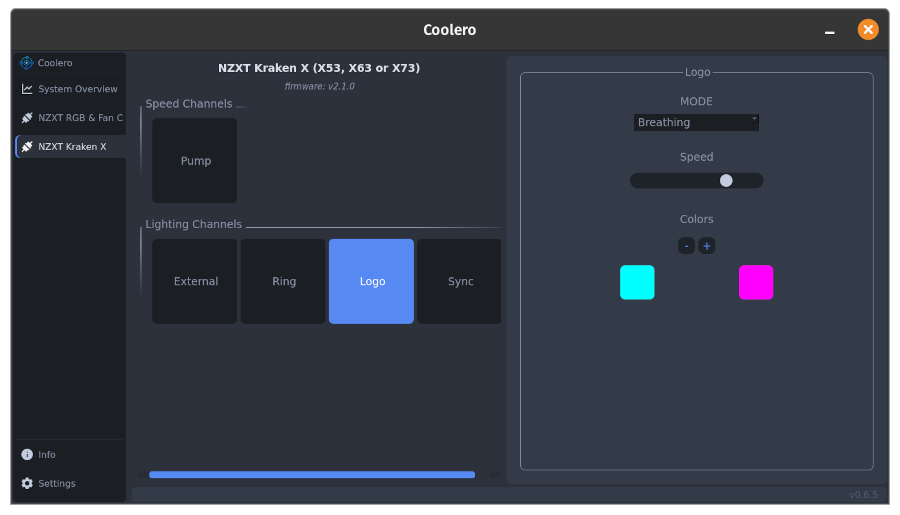 Coolero
Coolero
System Overview
NZXT RGB & Fan C
NZXT Kraken X
Info
Settings
NZXT Kraken X (X53, X63 or X73)
firmware: v2.1.0
Speed Channels
Pump
Lighting Channels
External
Ring
Logo
Sync
Logo
MODE
Breathing
Speed
Colors
- +
v0.6.5